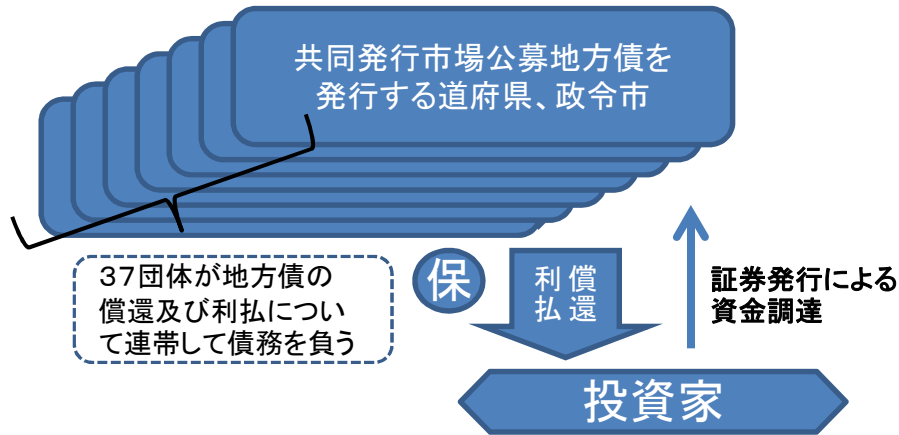 共同発行市場公募地方債を
発行する道府県、政令市
37団体が地方債の
償還及び利払につい
て連帯して債務を負う
保
償還
利払
証券発行による
資金調達
投資家